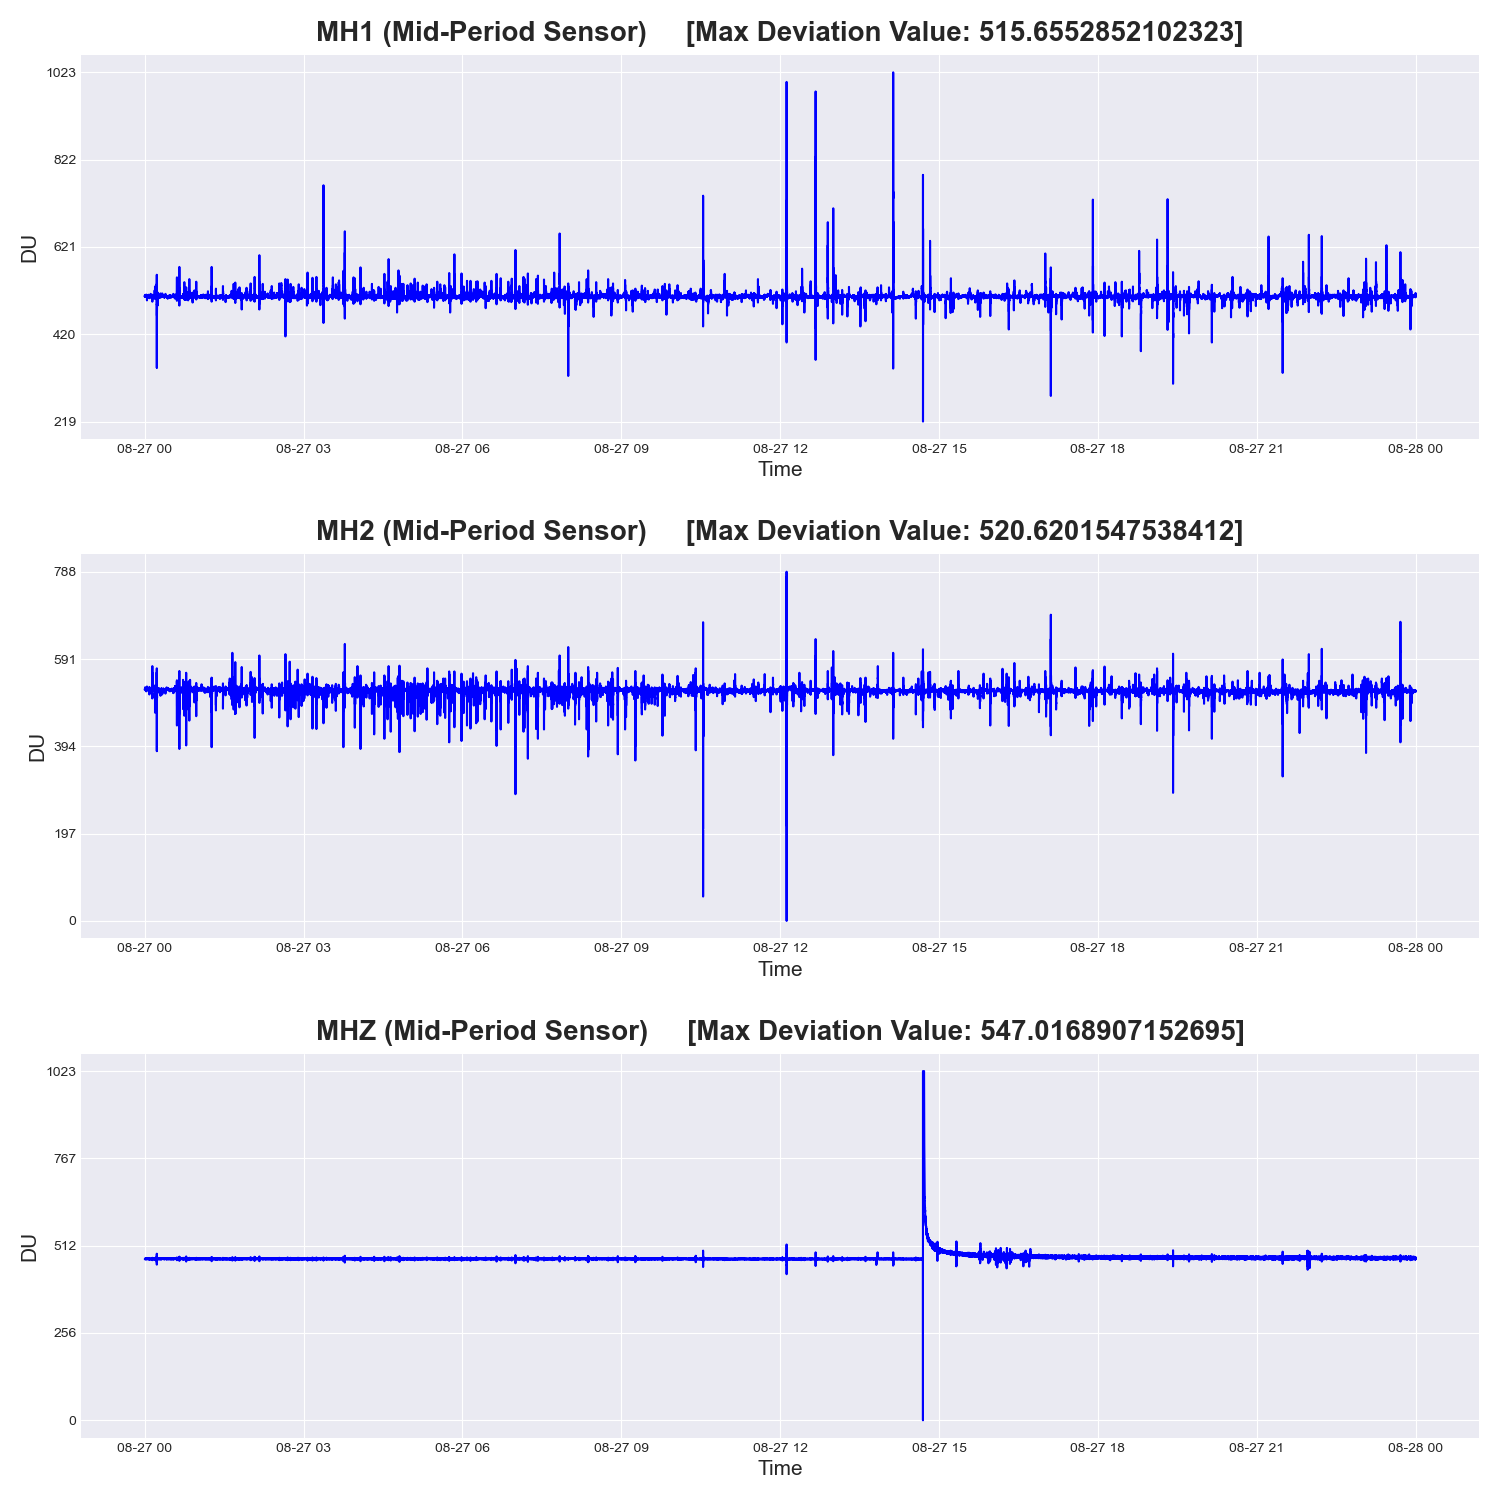 MH1 (Mid-Period Sensor) [Max Deviation Value: 515.6552852102323]
1023
822
621
420
219
DU
08-27 00 08-27 03 08-27 06 08-27 09 08-27 12 08-27 15 08-27 18 08-27 21 08-28 00
Time
MH2 (Mid-Period Sensor) [Max Deviation Value: 520.6201547538412]
788
591
394
197
0
DU
08-27 00 08-27 03 08-27 06 08-27 09 08-27 12 08-27 15 08-27 18 08-27 21 08-28 00
Time
MHZ (Mid-Period Sensor) [Max Deviation Value: 547.0168907152695]
1023
767
512
256
0
DU
08-27 00 08-27 03 08-27 06 08-27 09 08-27 12 08-27 15 08-27 18 08-27 21 08-28 00
Time